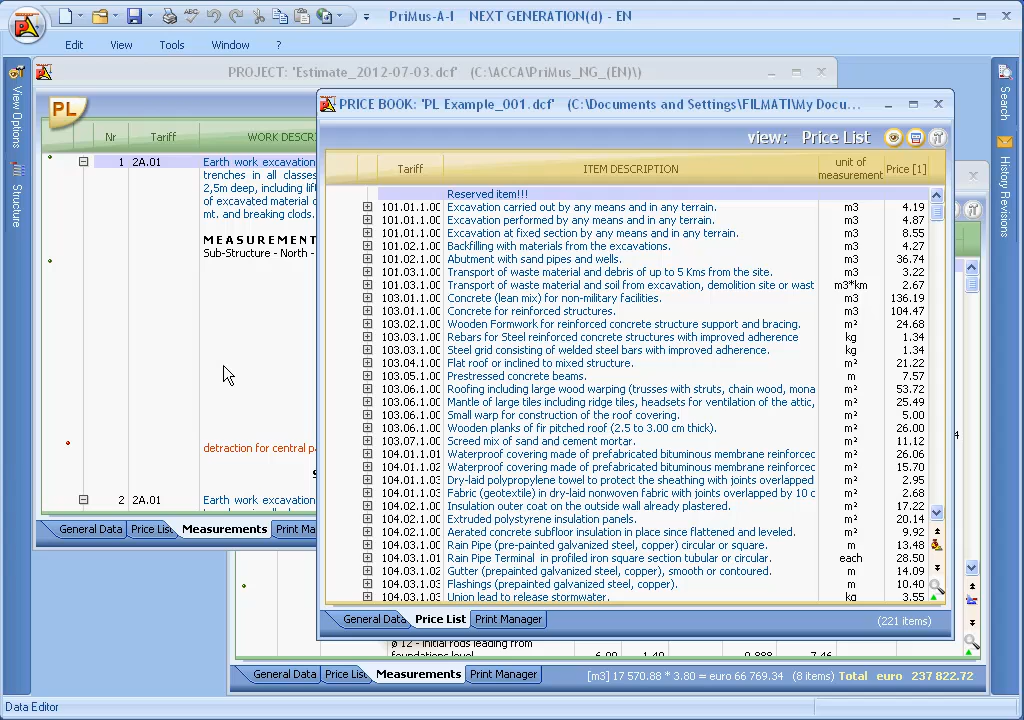 PriMus-A-I NEXT GENERATION(d) - EN
Edit View Tools Window ?
PROJECT: 'Estimate_2012-07-03.dcf' (C:\ACCA\PriMus_NG_(EN)\)
PRICE BOOK: 'PL Example_001.dcf' (C:\Documents and Settings\FILMATI\My Docu...
View Options
Structure
Search
History Revisions
PL
Nr Tariff WORK DESCR
1 2A.01 Earth work excavation
trenches in all classes
2,5m deep, including lift
of excavated material
mt. and breaking clods.
MEASUREMENT
Sub-Structure - North -
detraction for central pa
2 2A.01 Earth work excavation
General Data Price Lis Measurements Print Ma
view: Price List
Tariff ITEM DESCRIPTION unit of measurement Price [1]
Reserved item!!!
101.01.1.00 Excavation carried out by any means and in any terrain. m3 4.19
101.01.1.00 Excavation performed by any means and in any terrain. m3 4.87
101.01.1.00 Excavation at fixed section by any means and in any terrain. m3 8.55
101.02.1.00 Backfilling with materials from the excavations. m3 4.27
101.02.1.00 Abutment with sand pipes and wells. m3 36.74
101.03.1.00 Transport of waste material and debris of up to 5 Kms from the site. m3 3.22
101.03.1.00 Transport of waste material and soil from excavation, demolition site or wast m3*km 2.67
103.01.1.01 Concrete (lean mix) for non-military facilities. m3 136.19
103.01.1.01 Concrete for reinforced structures. m3 104.47
103.02.1.00 Wooden Formwork for reinforced concrete structure support and bracing. m² 24.68
103.03.1.00 Rebars for Steel reinforced concrete structures with improved adherence kg 1.34
103.03.1.00 Steel grid consisting of welded steel bars with improved adherence. kg 1.34
103.04.1.00 Flat roof or inclined to mixed structure. m² 21.22
103.05.1.00 Prestressed concrete beams. m 7.57
103.06.1.00 Roofing including large wood warping (trusses with struts, chain wood, mona m² 53.72
103.06.1.00 Mantle of large tiles including ridge tiles, headsets for ventilation of the attic, m² 25.49
103.06.1.00 Small warp for construction of the roof covering. m² 5.00
103.06.1.00 Wooden planks of fir pitched roof (2.5 to 3.00 cm thick). m² 26.00
103.07.1.00 Screed mix of sand and cement mortar. m² 11.12
104.01.1.01 Waterproof covering made of prefabricated bituminous membrane reinforcec m² 26.06
104.01.1.02 Waterproof covering made of prefabricated bituminous membrane reinforcec m² 15.70
104.01.1.03 Dry-laid polypropylene towel to protect the sheathing with joints overlapped m² 2.95
104.01.1.03 Fabric (geotextile) in dry-laid nonwoven fabric with joints overlapped by 10 c m² 2.68
104.02.1.00 Insulation outer coat on the outside wall already plastered. m² 17.22
104.02.1.00 Extruded polystyrene insulation panels. m² 20.14
104.02.1.00 Aerated concrete subfloor insulation in place since flattened and leveled. m² 9.92
104.03.1.00 Rain Pipe (pre-painted galvanized steel, copper) circular or square. m 13.48
104.03.1.01 Rain Pipe Terminal in profiled iron square section tubular or circular. each 28.50
104.03.1.02 Gutter (prepainted galvanized steel, copper), smooth or contoured. m 14.09
104.03.1.03 Flashings (prepainted galvanized steel, copper). m 10.40
104.03.1.03 Union lead to release stormwater. kg 3.55
General Data Price List Print Manager (221 items)
4
ø 12 - Initial rods leading from
foundations level 6.00 1.40 0.888 7.46
General Data Price Lis Measurements Print Manager [m3] 17 570.88 * 3.80 = euro 66 769.34 (8 items) Total euro 237 822.72
Data Editor